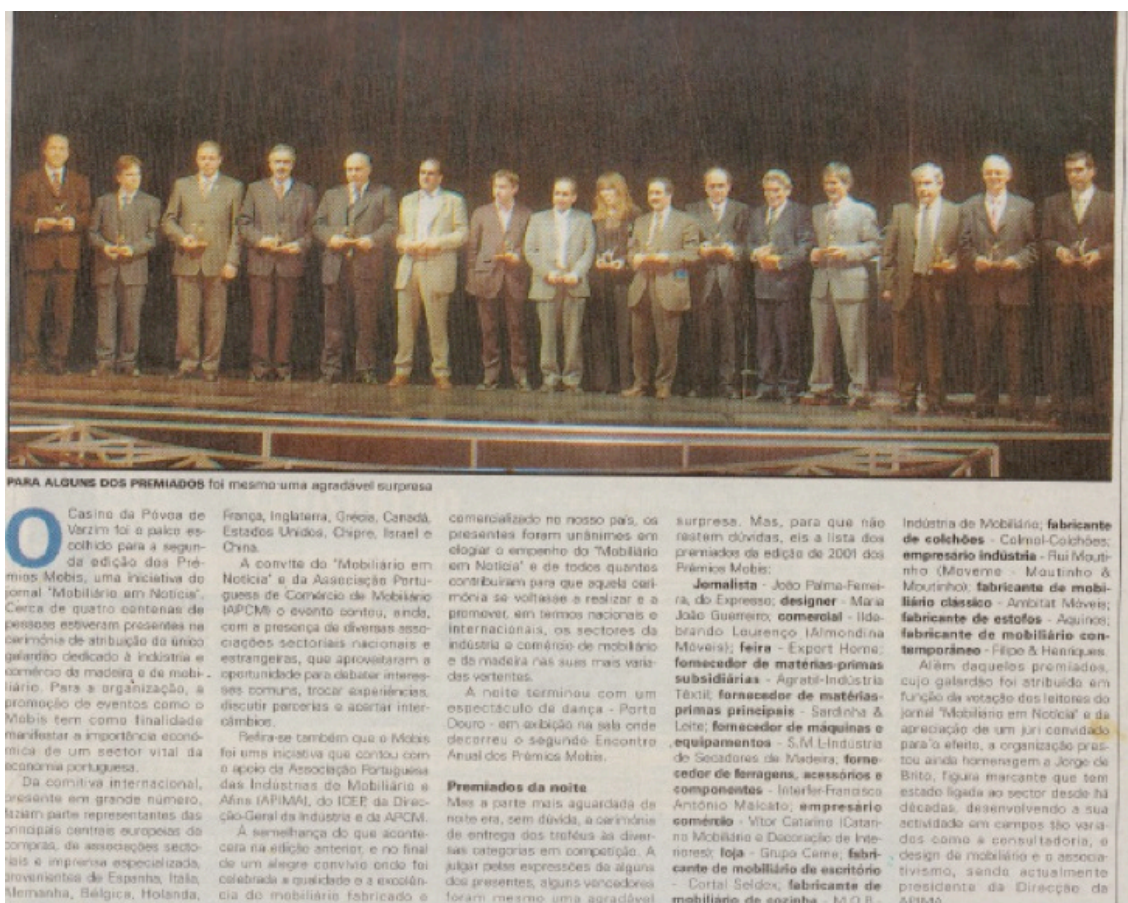 PARA ALGUNS DOS PREMIADOS foi mesmo uma agradável surpresa
O Casino da Póvoa de
Varzim foi o palco es-
colhido para a segun-
da edição dos Pré-
mios Mobis, uma iniciativa do
jornal "Mobiliário em Notícia".
Cerca de quatro centenas de
pessoas estiveram presentes na
cerimónia de atribuição do único
galardão dedicado à indústria e
comércio da madeira e de mobi-
liário. Para a organização, a
promoção de eventos como o
Mobis tem como finalidade
manifestar a importância econó-
mica de um sector vital da
economia portuguesa.
Da comitiva internacional,
presente em grande número,
faziam parte representantes das
principais centrais europeias de
compras, de associações secto-
riais e imprensa especializada,
provenientes de Espanha, Itália,
Alemanha, Bélgica, Holanda,
França, Inglaterra, Grécia, Canadá,
Estados Unidos, Chipre, Israel e
China.
A convite do "Mobiliário em
Notícia" e da Associação Portu-
guesa de Comércio de Mobiliário
(APCM) o evento contou, ainda,
com a presença de diversas asso-
ciações sectoriais nacionais e
estrangeiras, que aproveitaram a
oportunidade para debater interes-
ses comuns, trocar experiências,
discutir parcerias e acertar inter-
câmbios.
Refira-se também que o Mobis
foi uma iniciativa que contou com
o apoio da Associação Portuguesa
das Indústrias de Mobiliário e
Afins (APIMA), do ICEP, da Direc-
ção-Geral da Indústria e da APCM.
À semelhança do que aconte-
cera na edição anterior, e no final
de um alegre convívio onde foi
celebrada a qualidade e a excelên-
cia do mobiliário fabricado e
comercializado no nosso país, os
presentes foram unânimes em
elogiar o empenho do "Mobiliário
em Notícia" e de todos quantos
contribuíram para que aquela ceri-
mónia se voltasse a realizar e a
promover, em termos nacionais e
internacionais, os sectores da
indústria e comércio de mobiliário
e da madeira nas suas mais varia-
das vertentes.
A noite terminou com um
espectáculo de dança - Porto
Douro - em exibição na sala onde
decorreu o segundo Encontro
Anual dos Prémios Mobis.
Premiados da noite
Mas a parte mais aguardada da
noite era, sem dúvida, a cerimónia
de entrega dos troféus às diver-
sas categorias em competição. A
julgar pelas expressões de alguns
dos presentes, alguns vencedores
foram mesmo uma agradável
surpresa. Mas, para que não
restem dúvidas, eis a lista dos
premiados da edição de 2001 dos
Prémios Mobis:
Jornalista - João Palma-Ferrei-
ra, do Expresso; designer - Maria
João Guerreiro; comercial - Ilde-
brando Lourenço (Almondina
Móveis); feira - Export Home;
fornecedor de matérias-primas
subsidiárias - Agrabil-Indústria
Têxtil; fornecedor de matérias-
primas principais - Sardinha &
Leite; fornecedor de máquinas e
equipamentos - S.M.I.-Indústria
de Secadores de Madeira; forne-
cedor de ferragens, acessórios e
componentes - Interfer-Francisco
António Malcato; empresário
comércio - Vítor Catarino (Catari-
no Mobiliário e Decoração de Inte-
riores); loja - Grupo Cerne; fabri-
cante de mobiliário de escritório
- Cortal Seldex; fabricante de
mobiliário de cozinha - M.O.B.-
Indústria de Mobiliário; fabricante
de colchões - Colmol-Colchões;
empresário indústria - Rui Mouti-
nho (Moveme - Moutinho &
Moutinho); fabricante de mobi-
liário clássico - Ambitat Móveis;
fabricante de estofos - Aquinos;
fabricante de mobiliário con-
temporâneo - Filipe & Henriques.
Além daqueles premiados,
cujo galardão foi atribuído em
função da votação dos leitores do
jornal "Mobiliário em Notícia" e da
apreciação de um júri convidado
para o efeito, a organização pres-
tou ainda homenagem a Jorge de
Brito, figura marcante que tem
estado ligada ao sector desde há
décadas, desenvolvendo a sua
actividade em campos tão varia-
dos como a consultadoria, o
design de mobiliário e o associa-
tivismo, sendo actualmente
presidente da Direcção da
APIMA.